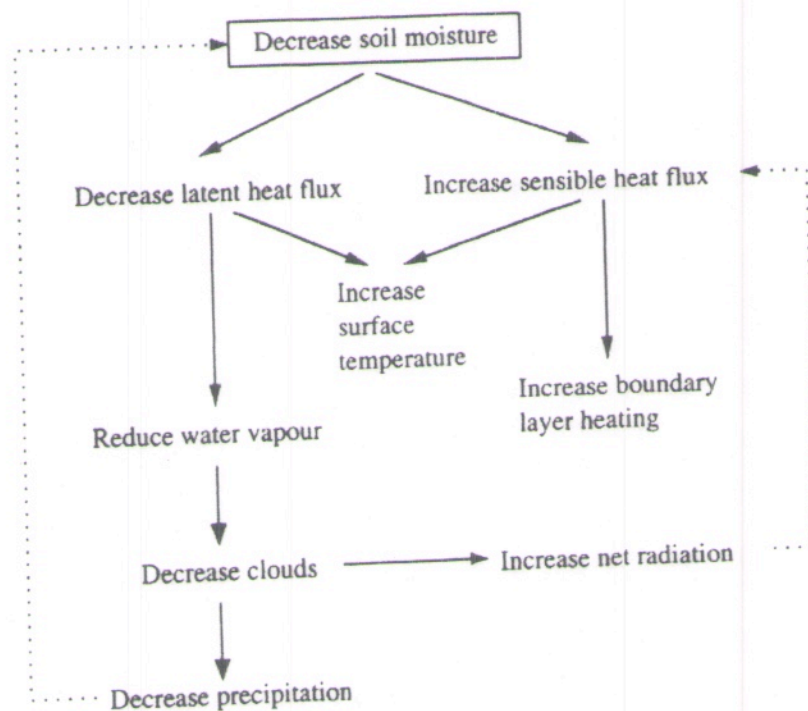 Decrease soil moisture
Decrease latent heat flux
Increase sensible heat flux
Increase
surface
temperature
Increase boundary
layer heating
Reduce water vapour
Decrease clouds
Increase net radiation
Decrease precipitation